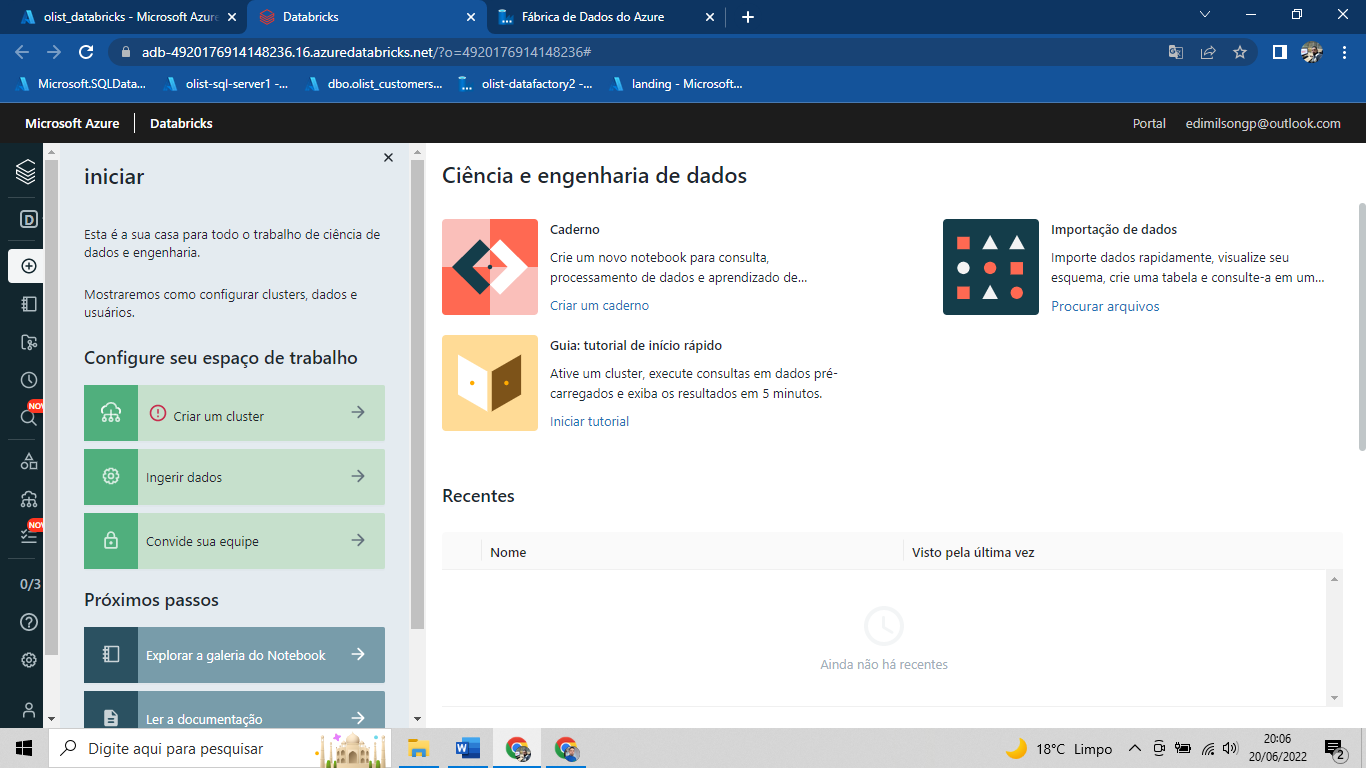 olist_databricks - Microsoft Azure
Databricks
Fábrica de Dados do Azure
adb-4920176914148236.16.azuredatabricks.net/?o=4920176914148236#
Microsoft.SQLData...
olist-sql-server1 -...
dbo.olist_customers...
olist-datafactory2 -...
landing - Microsoft...
Microsoft Azure
Databricks
Portal
edimilsongp@outlook.com
D
NOV
NOV
0/3
iniciar
Esta é a sua casa para todo o trabalho de ciência de
dados e engenharia.
Mostraremos como configurar clusters, dados e
usuários.
Configure seu espaço de trabalho
Criar um cluster
Ingerir dados
Convide sua equipe
Próximos passos
Explorar a galeria do Notebook
Ler a documentação
Ciência e engenharia de dados
Caderno
Crie um novo notebook para consulta,
processamento de dados e aprendizado de...
Criar um caderno
Importação de dados
Importe dados rapidamente, visualize seu
esquema, crie uma tabela e consulte-a em um...
Procurar arquivos
Guia: tutorial de início rápido
Ative um cluster, execute consultas em dados pré-
carregados e exiba os resultados em 5 minutos.
Iniciar tutorial
Recentes
Nome
Visto pela última vez
Ainda não há recentes
Digite aqui para pesquisar
18°C Limpo
20:06
20/06/2022
2